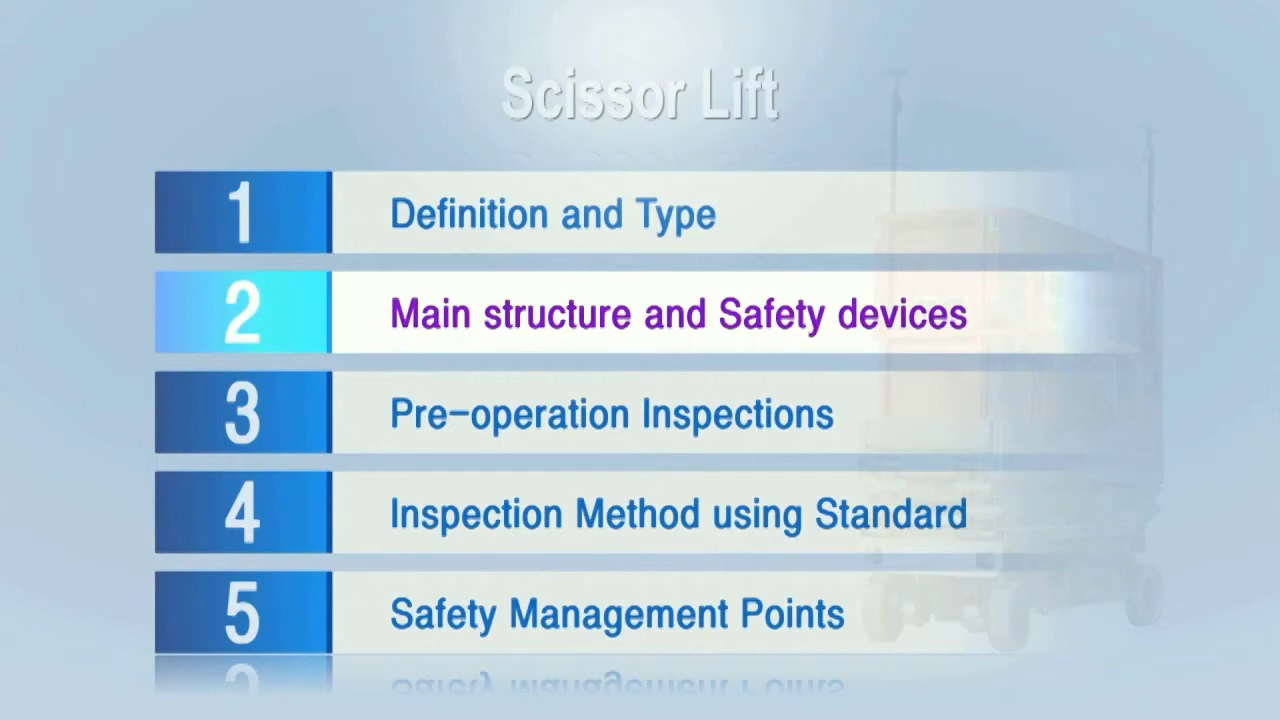 Scissor Lift
1 Definition and Type
2 Main structure and Safety devices
3 Pre-operation Inspections
4 Inspection Method using Standard
5 Safety Management Points